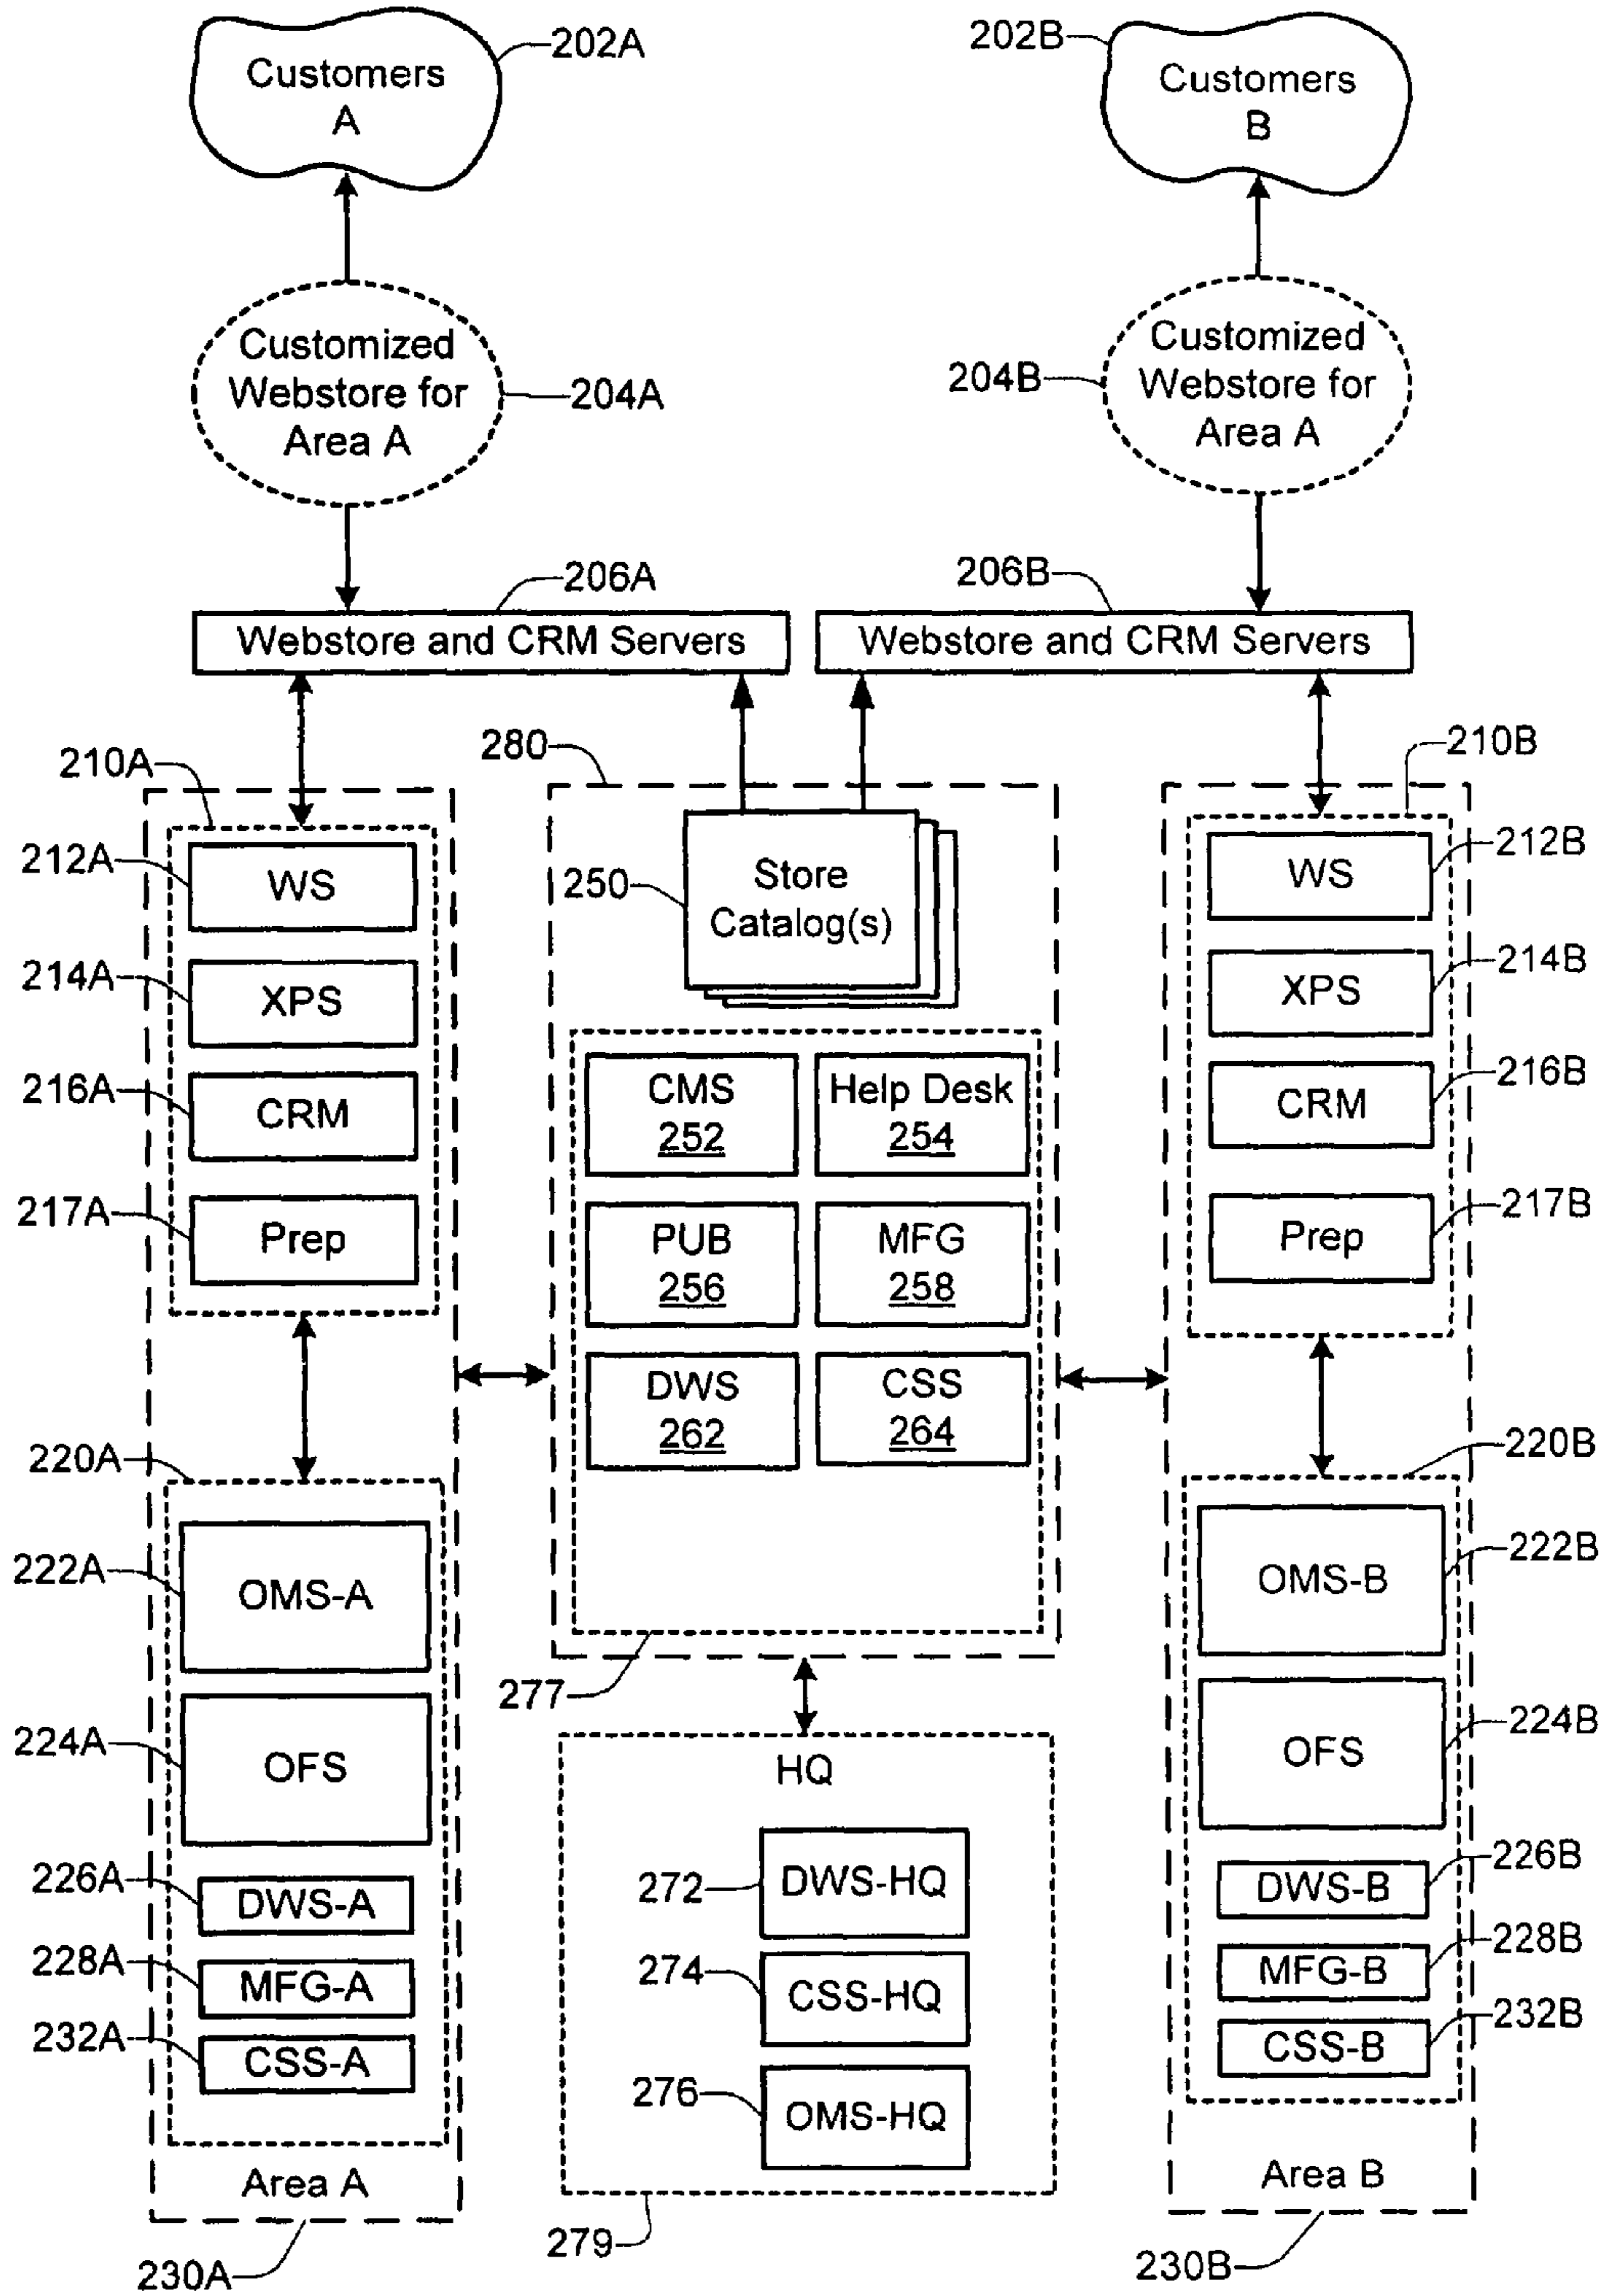 202A
Customers
A
202B
Customers
B
Customized
Webstore for
Area A
204A
204B
Customized
Webstore for
Area A
206A
206B
Webstore and CRM Servers
Webstore and CRM Servers
210A
212A
WS
214A
XPS
216A
CRM
217A
Prep
220A
222A
OMS-A
224A
OFS
226A
DWS-A
228A
MFG-A
232A
CSS-A
Area A
230A
280
250
Store
Catalog(s)
CMS
252
Help Desk
254
PUB
256
MFG
258
DWS
262
CSS
264
277
HQ
272
DWS-HQ
274
CSS-HQ
276
OMS-HQ
279
210B
WS
212B
XPS
214B
CRM
216B
Prep
217B
220B
OMS-B
222B
OFS
224B
DWS-B
226B
MFG-B
228B
CSS-B
232B
Area B
230B